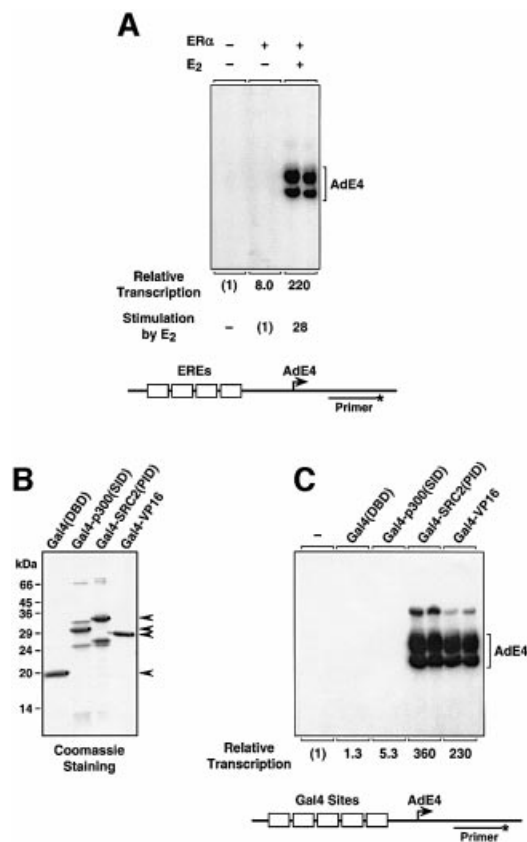 A
ERα - + +
E2 - - +
AdE4
Relative Transcription (1) 8.0 220
Stimulation by E2 - (1) 28
EREs AdE4
Primer *
B
Gal4(DBD)
Gal4-p300(SID)
Gal4-SRC2(PID)
Gal4-VP16
kDa
66
45
36
29
24
20
14
Coomassie
Staining
C
-
Gal4(DBD)
Gal4-p300(SID)
Gal4-SRC2(PID)
Gal4-VP16
AdE4
Relative Transcription (1) 1.3 5.3 360 230
Gal4 Sites AdE4
Primer *